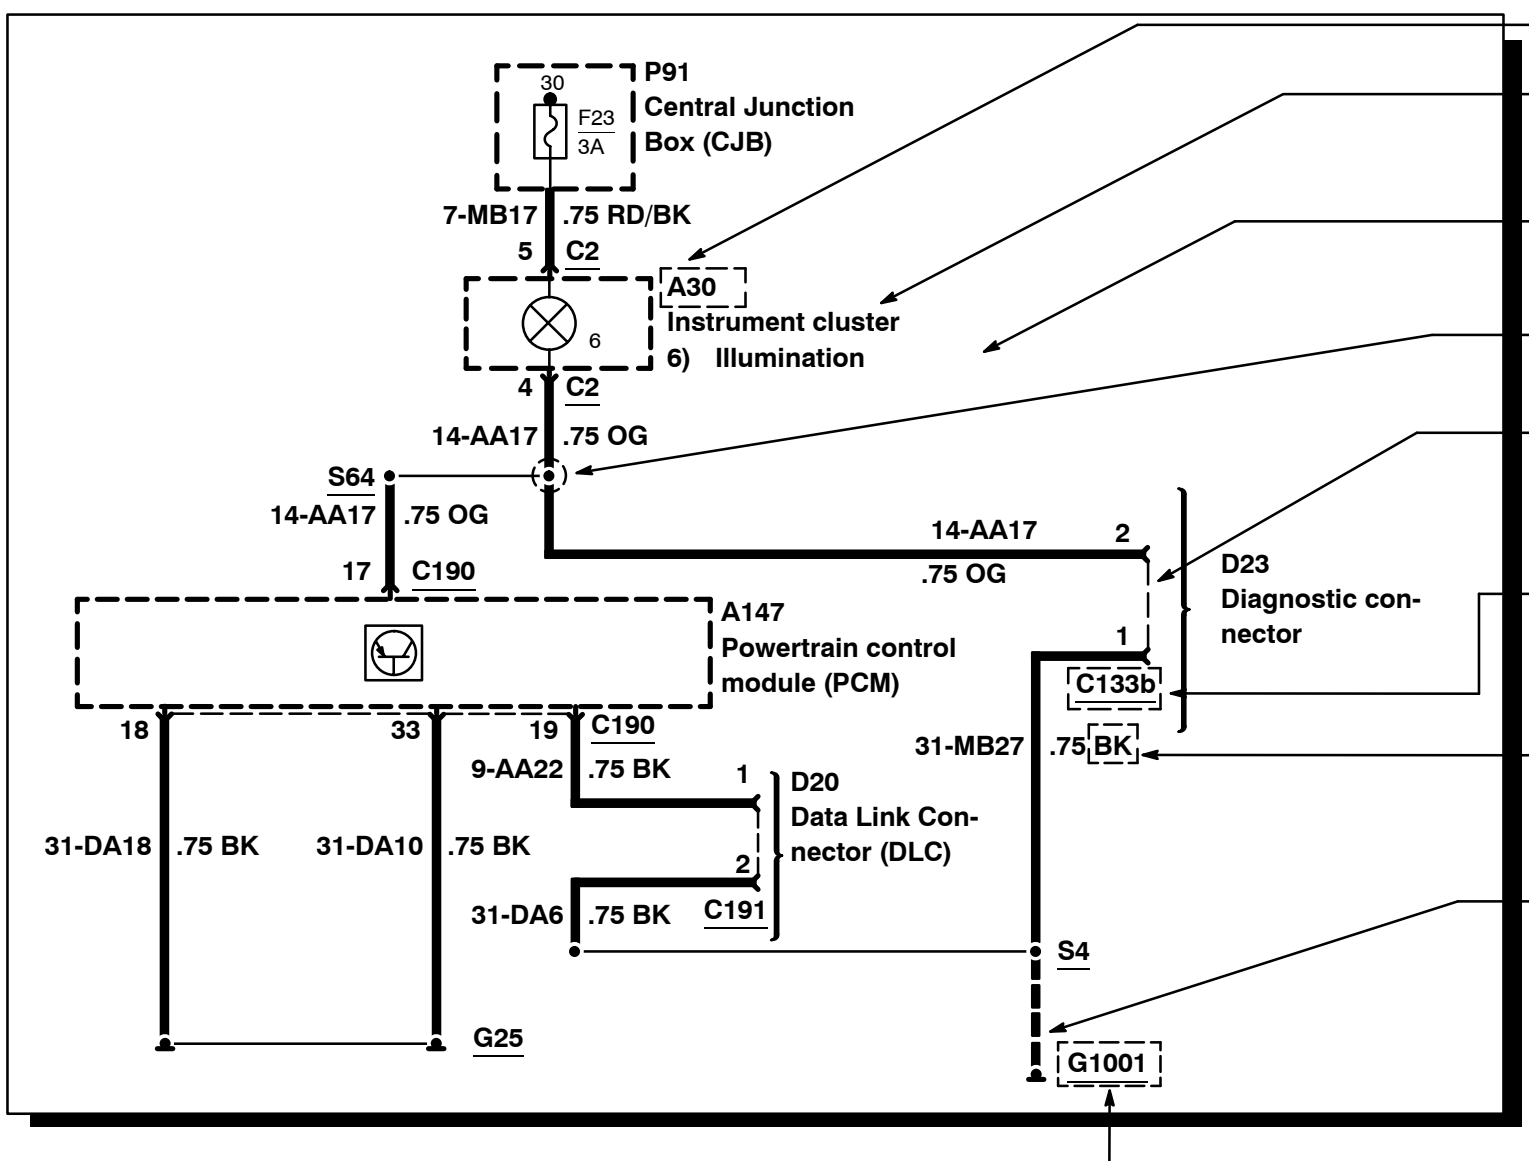 P91
30
Central Junction
F23
Box (CJB)
3A
7-MB17 .75 RD/BK
5 C2
A30
Instrument cluster
6
6) Illumination
4 C2
14-AA17 .75 OG
S64
14-AA17 .75 OG
14-AA17 2
.75 OG
D23
Diagnostic con-
nector
17 C190
A147
Powertrain control
module (PCM)
1
C133b
18 33 19 C190
31-MB27 .75 BK
9-AA22 .75 BK
1
D20
Data Link Con-
nector (DLC)
31-DA18 .75 BK 31-DA10 .75 BK
2
31-DA6 .75 BK C191
S4
G25
G1001